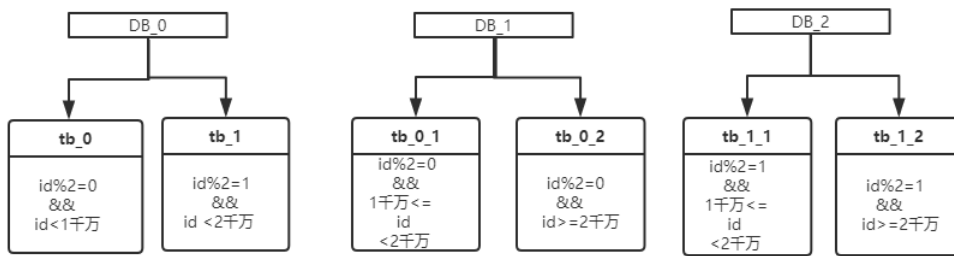 DB_0
tb_0
id%2=0
&&
id<1千万
tb_1
id%2=1
&&
id <2千万
DB_1
tb_0_1
id%2=0
&&
1千万<=
id
<2千万
tb_0_2
id%2=0
&&
id>=2千万
DB_2
tb_1_1
id%2=1
&&
1千万<=
id
<2千万
tb_1_2
id%2=1
&&
id>=2千万